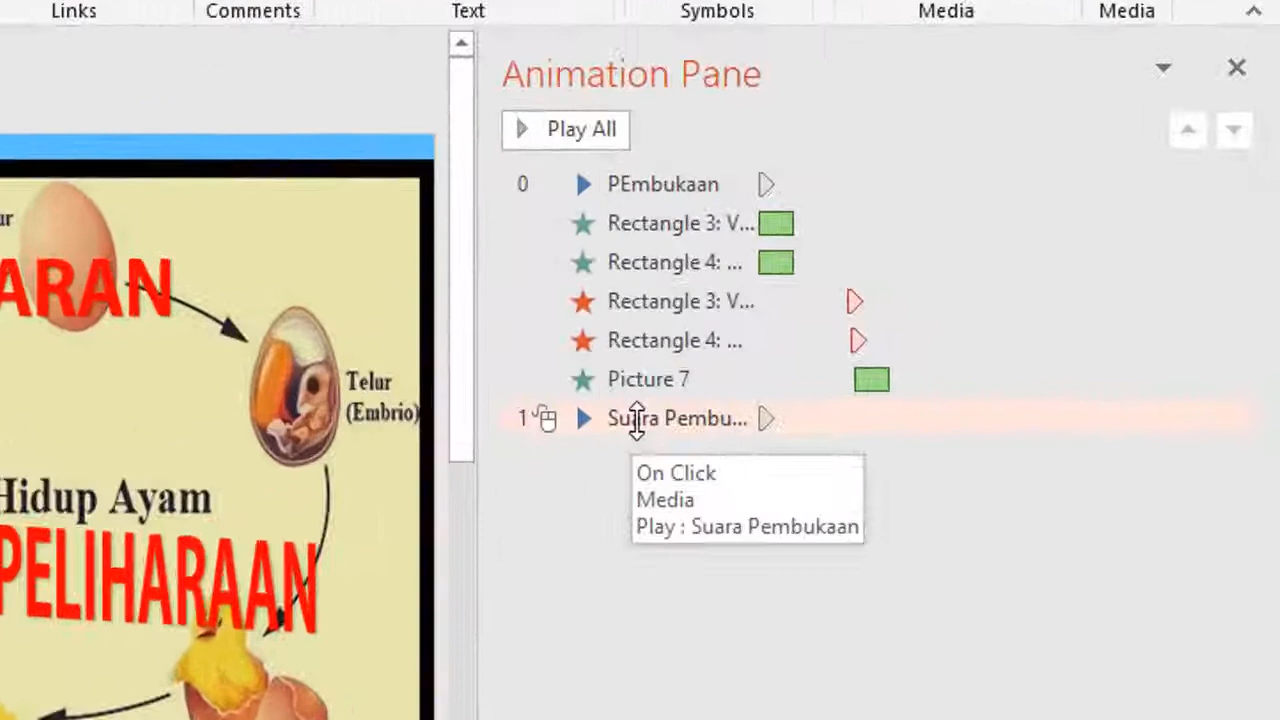 Links Comments Text Symbols Media Media
Animation Pane
Play All
0 PEmbukaan
Rectangle 3: V...
Rectangle 4: ...
Rectangle 3: V...
Rectangle 4: ...
Picture 7
1 Suara Pembu...
On Click
Media
Play : Suara Pembukaan
ur
ARAN
Telur
(Embrio)
Hidup Ayam
PELIHARAAN